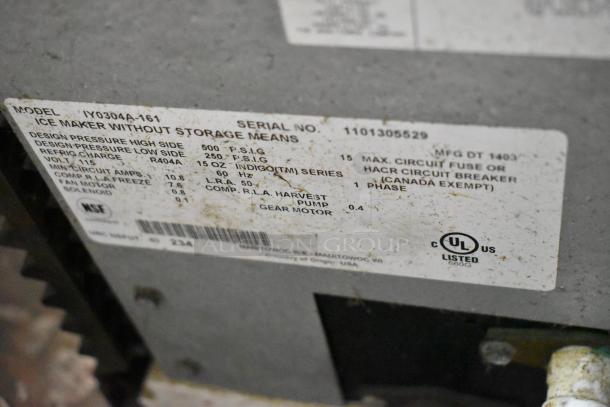 MODEL IY0304A-161 SERIAL NO. 1101305529
ICE MAKER WITHOUT STORAGE MEANS MFG DT 1403
DESIGN PRESSURE HIGH SIDE 500 P.S.I.G 15 MAX. CIRCUIT FUSE OR
DESIGN PRESSURE LOW SIDE 250 P.S.I.G HACR CIRCUIT BREAKER
REFRIG.CHARGE R404A 15 OZ INDIGO(TM) SERIES (CANADA EXEMPT)
VOLT 115 60 Hz 1 PHASE
MIN CIRCUIT AMPS. 10.8 L.R.A. 50
COMP R.L.A.FREEZE 7.6 COMP. R.L.A. HARVEST
FAN MOTOR 0.8 PUMP 0.4
SOLENOID 0.1 GEAR MOTOR
NSF
234
AUCTION GROUP
MANITOWOC WI
Country of Origin: USA
C UL US
LISTED